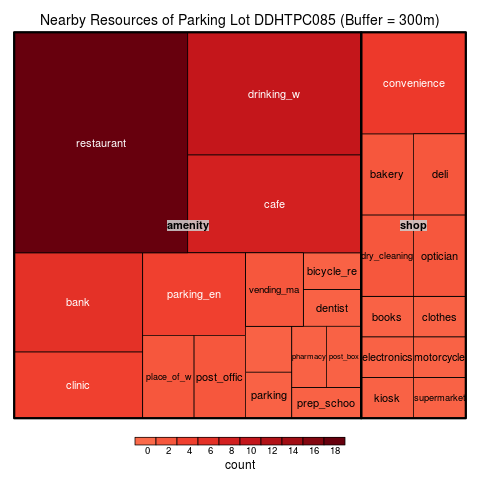 Nearby Resources of Parking Lot DDHTPC085 (Buffer = 300m)
restaurant
drinking_w
convenience
bakery
deli
cafe
amenity
shop
dry_cleaning
optician
bank
parking_en
vending_ma
bicycle_re
dentist
books
clothes
clinic
place_of_w
post_offic
pharmacy
post_box
electronics
motorcycle
parking
prep_schoo
kiosk
supermarket
0 2 4 6 8 10 12 14 16 18
count